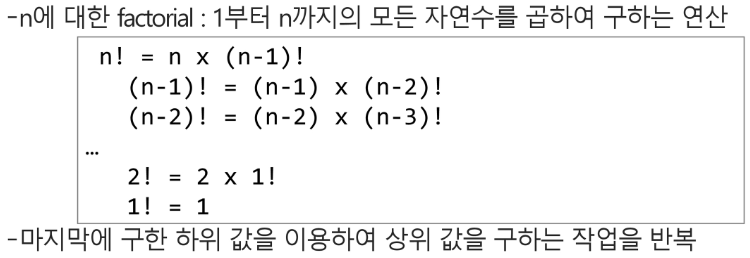 -n에 대한 factorial : 1부터 n까지의 모든 자연수를 곱하여 구하는 연산
n! = n x (n-1)!
(n-1)! = (n-1) x (n-2)!
(n-2)! = (n-2) x (n-3)!
…
2! = 2 x 1!
1! = 1
-마지막에 구한 하위 값을 이용하여 상위 값을 구하는 작업을 반복